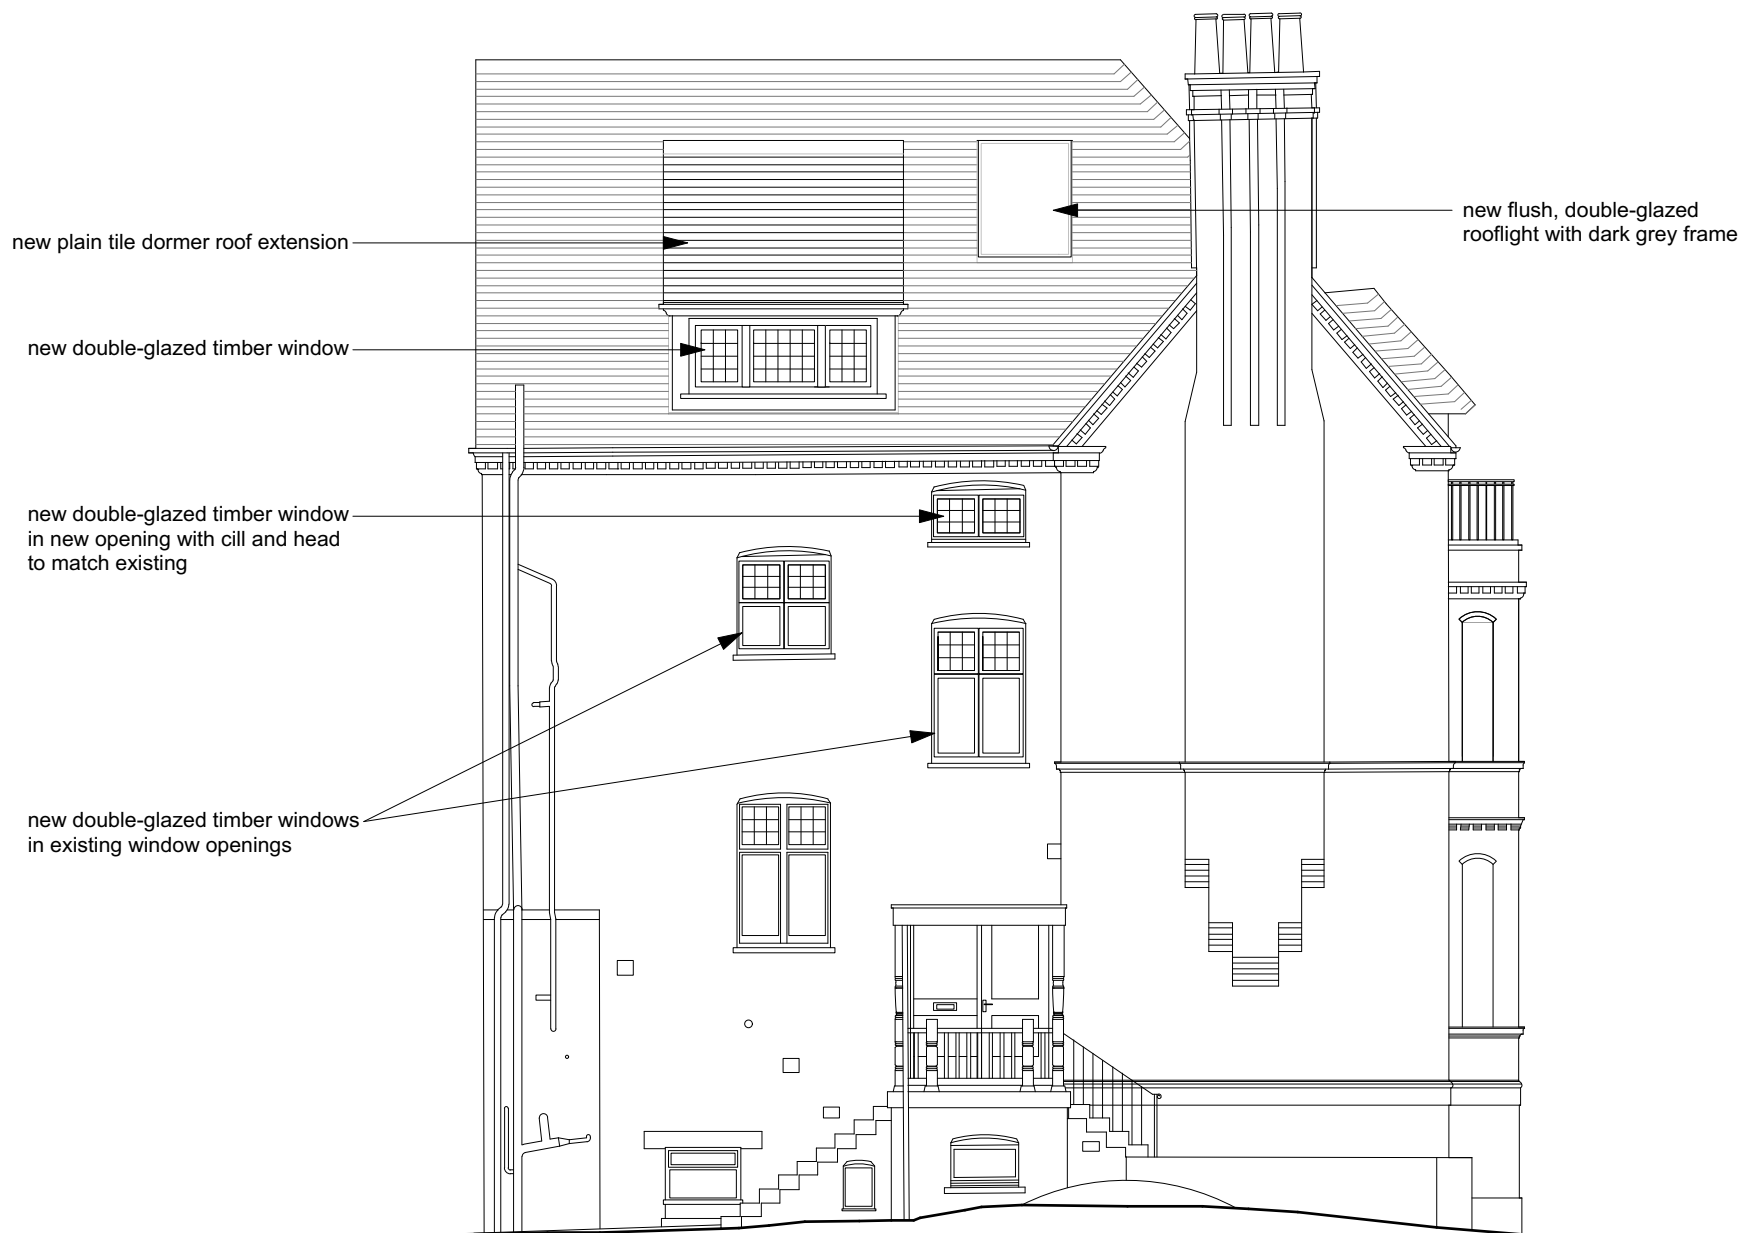 new flush, double-glazed
rooflight with dark grey frame
new plain tile dormer roof extension
new double-glazed timber window
new double-glazed timber window
in new opening with cill and head
to match existing
new double-glazed timber windows
in existing window openings